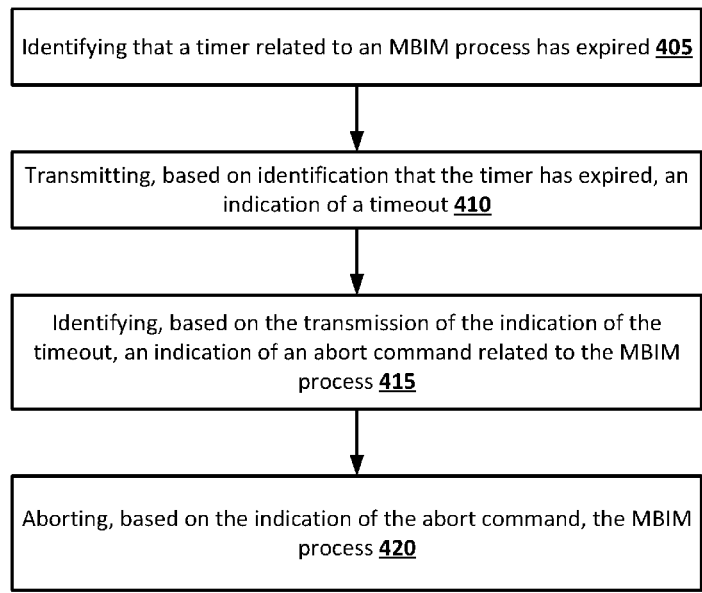 Identifying that a timer related to an MBIM process has expired 405
Transmitting, based on identification that the timer has expired, an
indication of a timeout 410
Identifying, based on the transmission of the indication of the
timeout, an indication of an abort command related to the MBIM
process 415
Aborting, based on the indication of the abort command, the MBIM
process 420